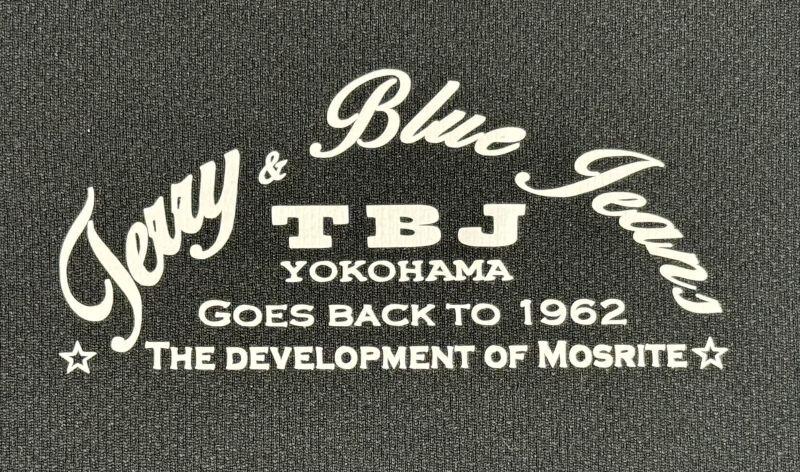 Terry & Blue Jeans
TBJ
YOKOHAMA
GOES BACK TO 1962
☆ THE DEVELOPMENT OF MOSRITE ☆